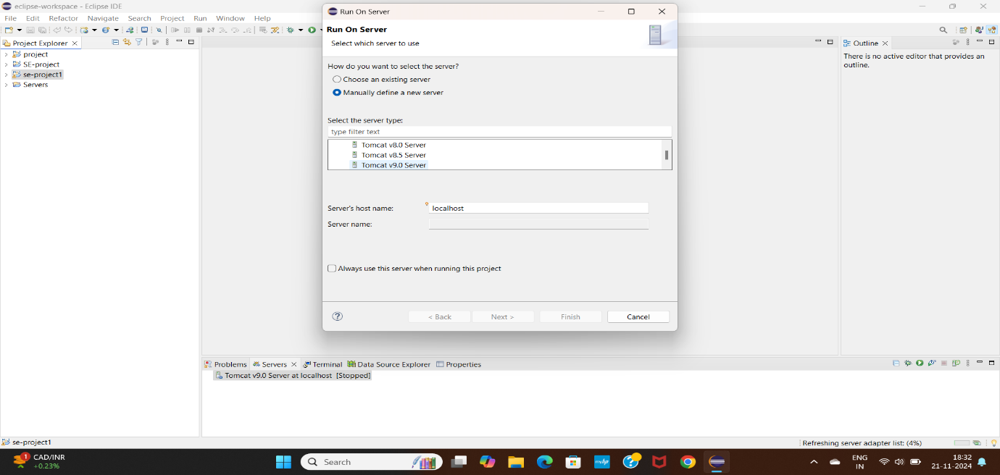 eclipse-workspace - Eclipse IDE
File Edit Refactor Navigate Search Project Run Window Help
Project Explorer
project
SE-project
se-project1
Servers
Run On Server
Run On Server
Select which server to use
How do you want to select the server?
Choose an existing server
Manually define a new server
Select the server type:
type filter text
Tomcat v8.0 Server
Tomcat v8.5 Server
Tomcat v9.0 Server
Server's host name: localhost
Server name:
Always use this server when running this project
? < Back Next > Finish Cancel
Outline
There is no active editor that provides an
outline.
Problems Servers Terminal Data Source Explorer Properties
Tomcat v9.0 Server at localhost [Stopped]
se-project1
Refreshing server adapter list: (4%)
1 CAD/INR
+0.23%
Search
myhp
ENG
IN
18:32
21-11-2024